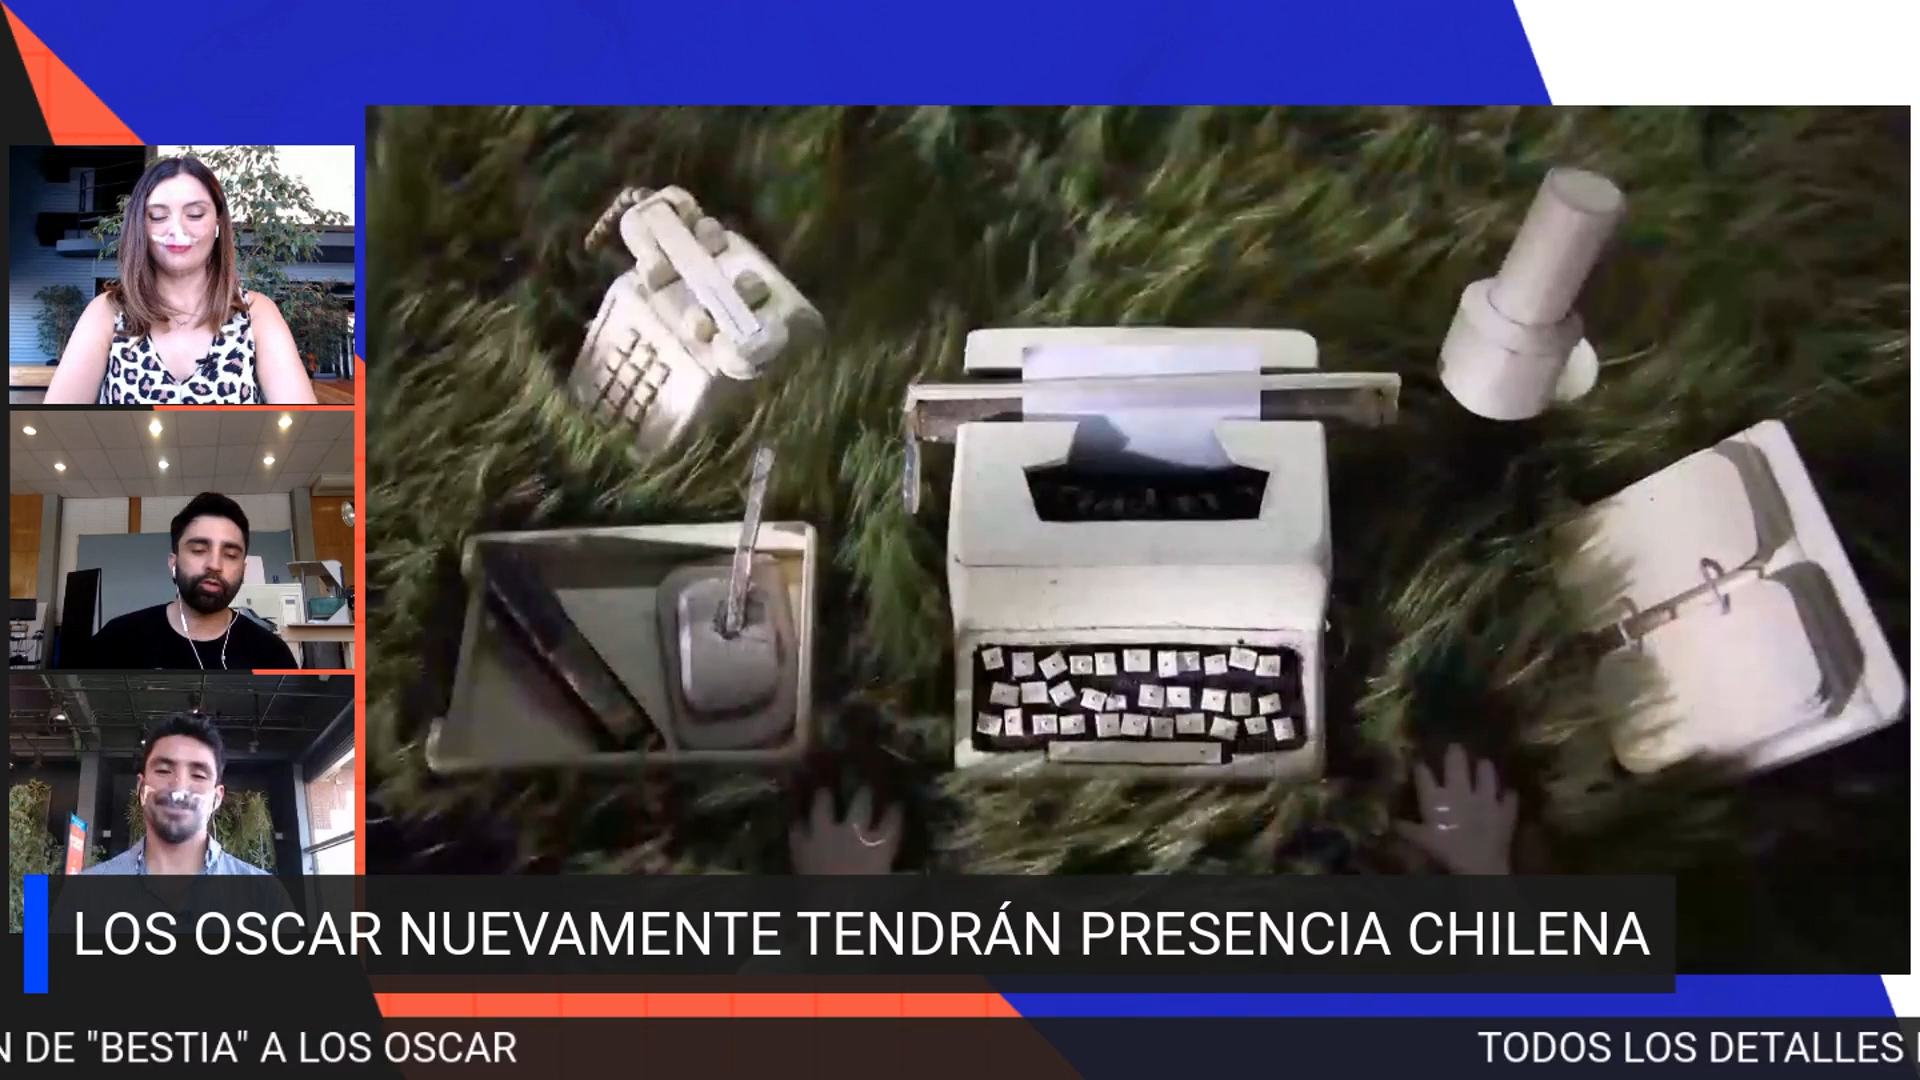 LOS OSCAR NUEVAMENTE TENDRÁN PRESENCIA CHILENA
N DE "BESTIA" A LOS OSCAR
TODOS LOS DETALLES